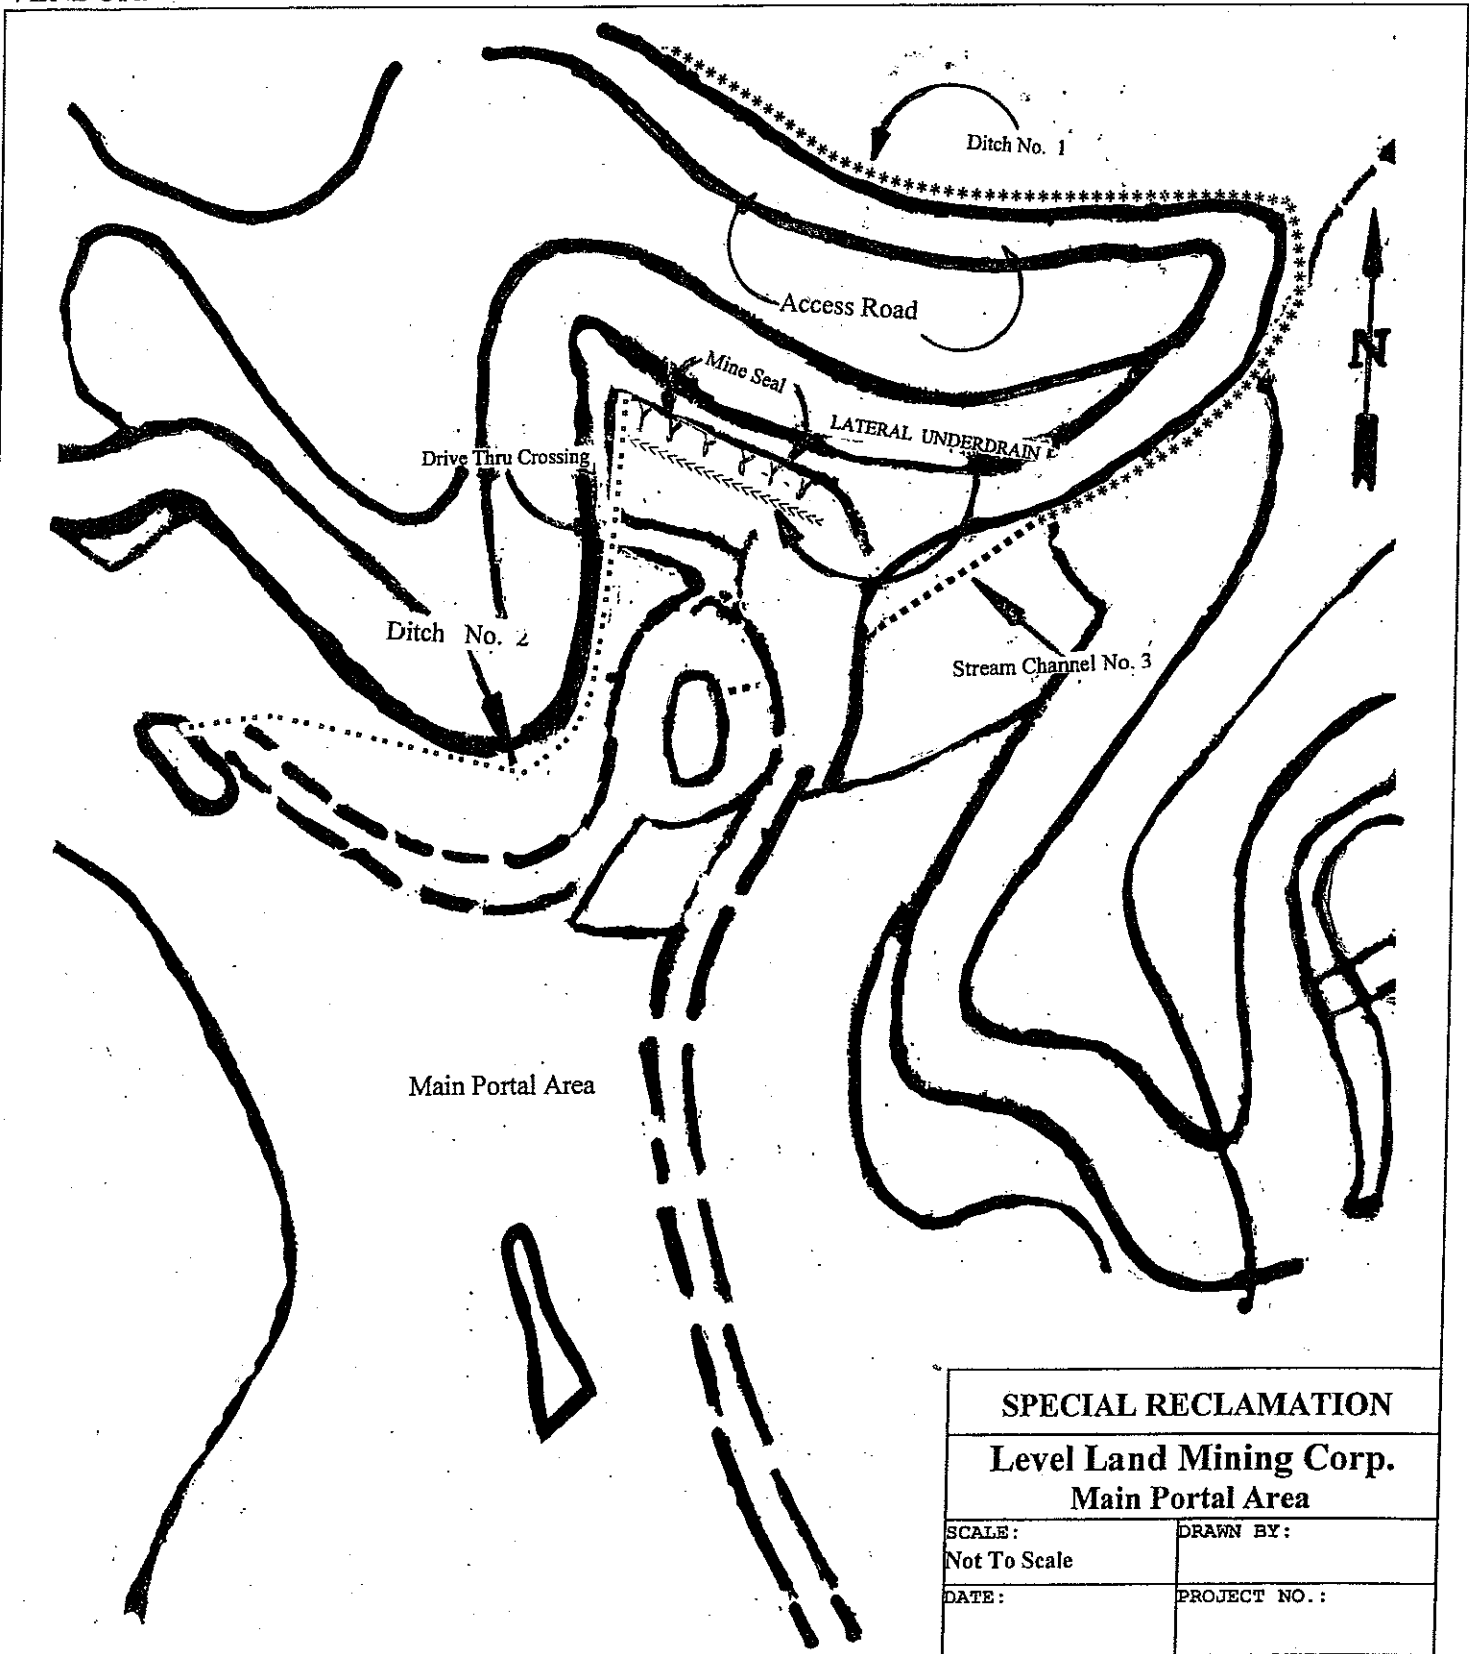 Ditch No. 1
Access Road
N
Mine Seal
LATERAL UNDERDRAIN
Drive Thru Crossing
Ditch No. 2
Stream Channel No. 3
Main Portal Area
SPECIAL RECLAMATION
Level Land Mining Corp.
Main Portal Area
SCALE:
Not To Scale
DRAWN BY:
DATE:
PROJECT NO.: